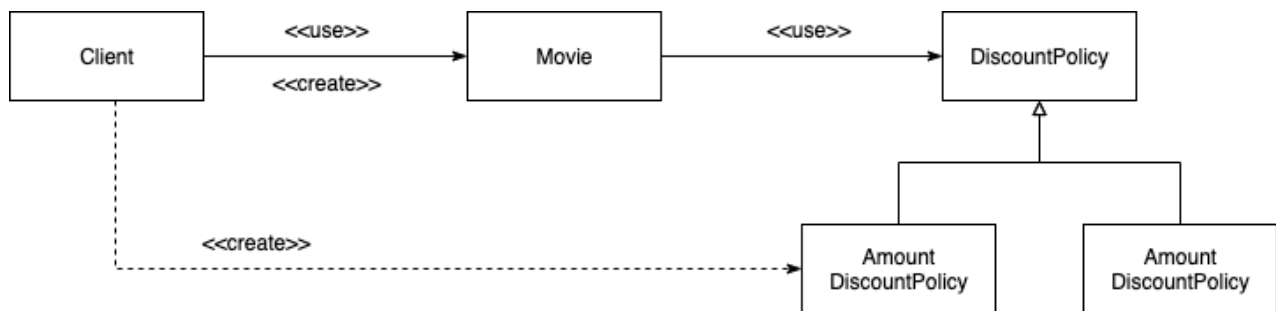 <<use>>
<<use>>
Client
Movie
DiscountPolicy
<<create>>
<<create>>
Amount
DiscountPolicy
Amount
DiscountPolicy